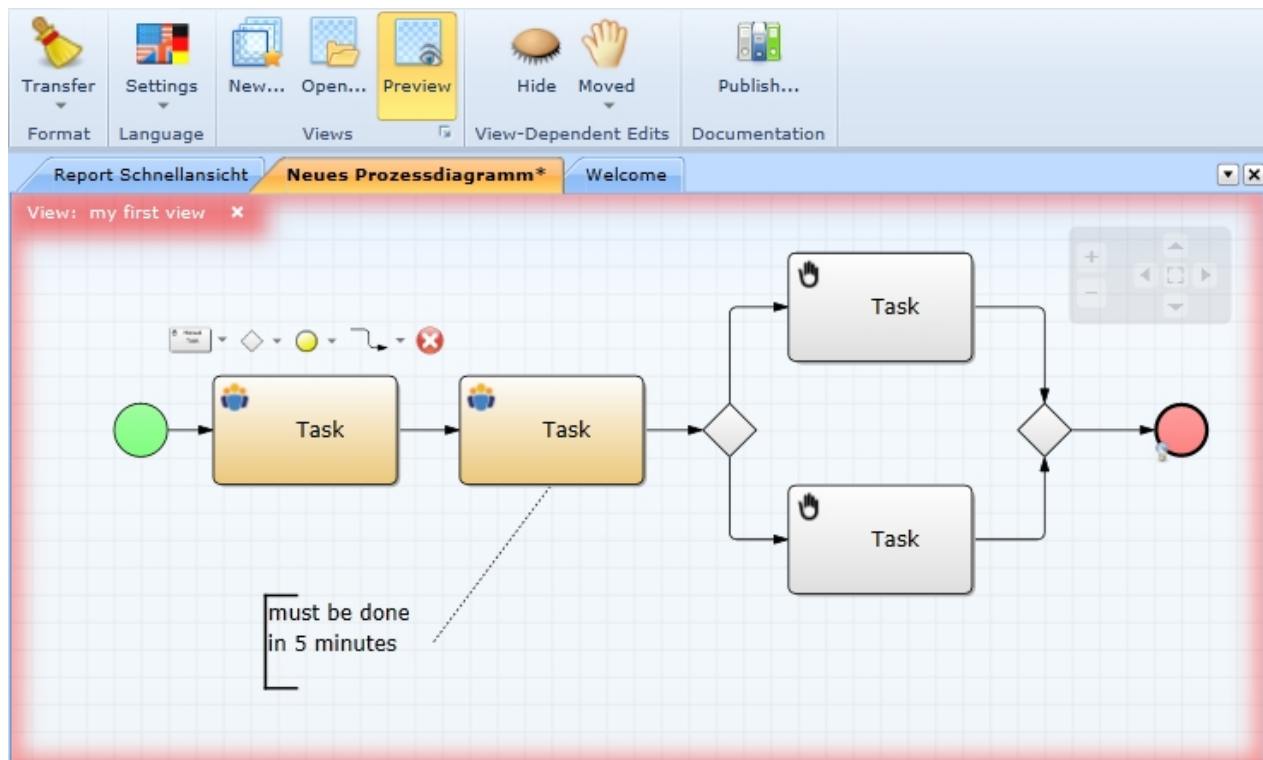 Transfer
Settings
New...
Open...
Preview
Hide
Moved
Publish...
Format
Language
Views
View-Dependent Edits
Documentation
Report Schnellansicht
Neues Prozessdiagramm*
Welcome
View: my first view
Task
Task
Task
Task
must be done
in 5 minutes